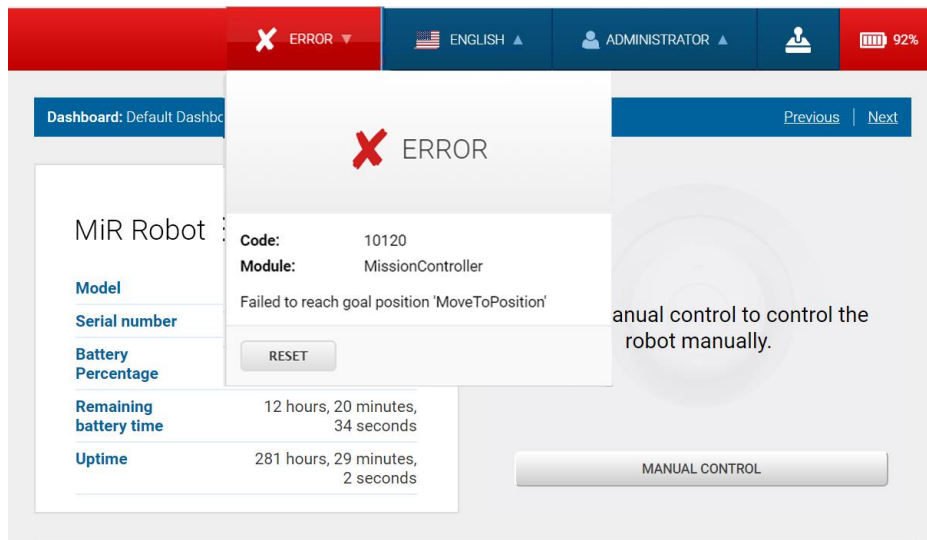 ERROR
ENGLISH
ADMINISTRATOR
92%
Dashboard: Default Dashbo
Previous
Next
ERROR
MiR Robot
Code: 10120
Module: MissionController
Failed to reach goal position 'MoveToPosition'
RESET
Model
Serial number
Battery
Percentage
Remaining
battery time
12 hours, 20 minutes,
34 seconds
Uptime
281 hours, 29 minutes,
2 seconds
anual control to control the
robot manually.
MANUAL CONTROL